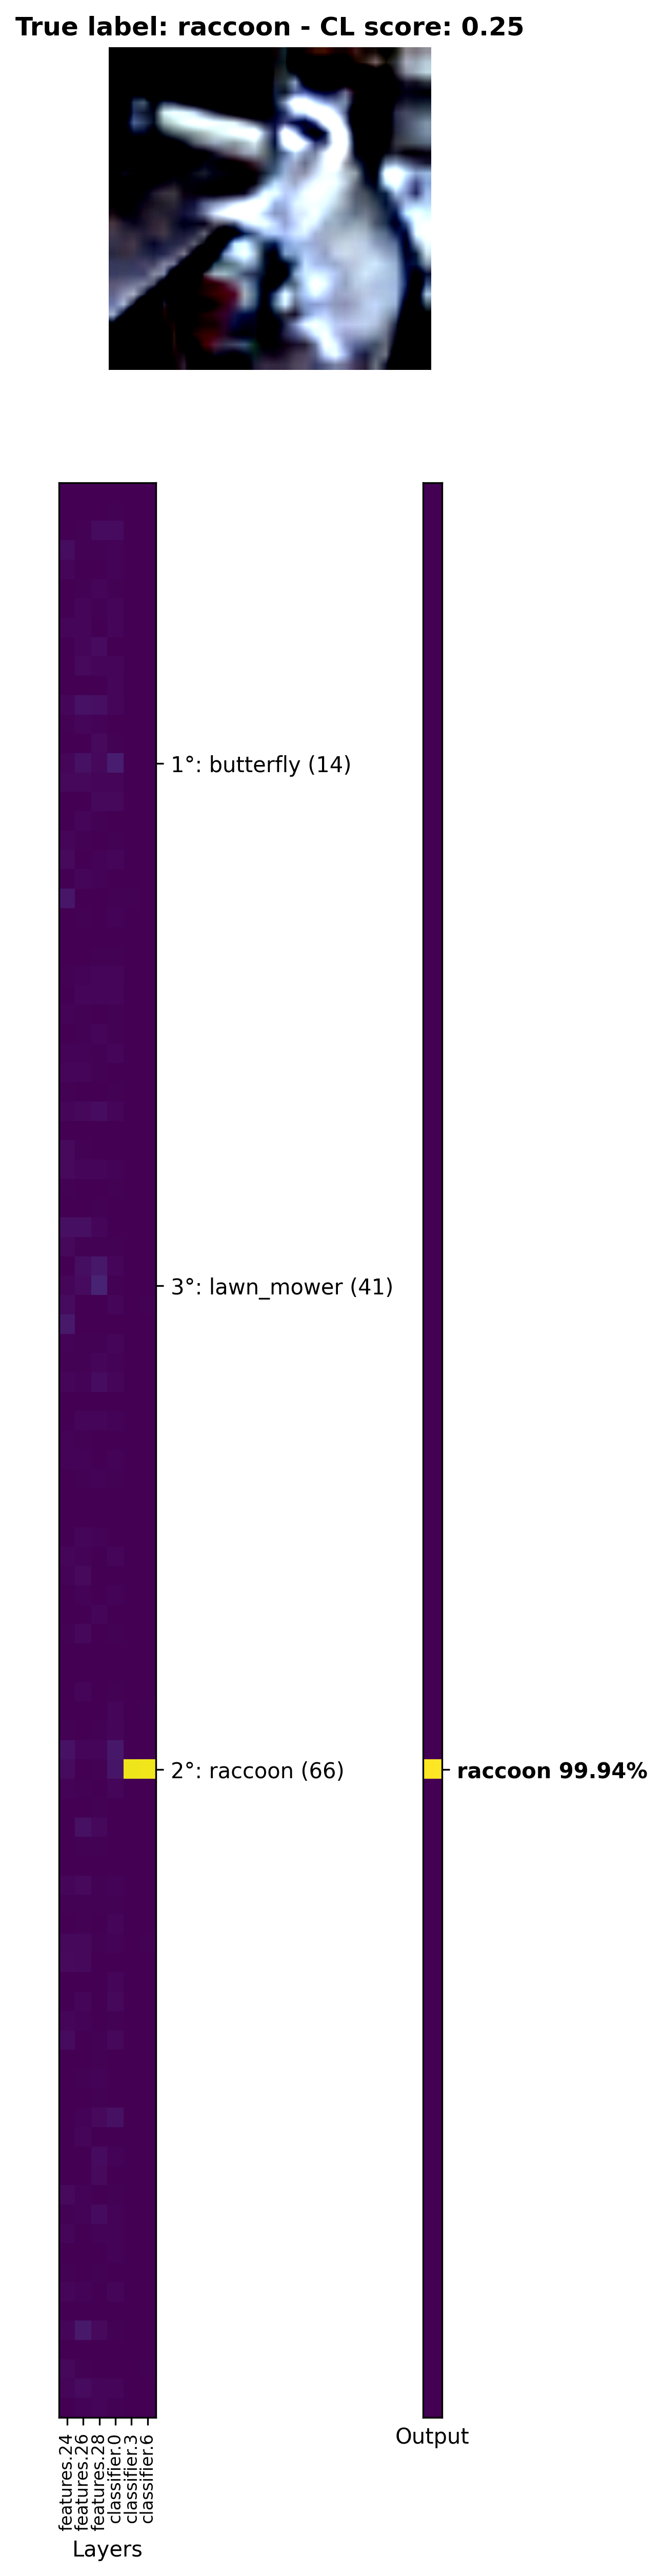 True label: raccoon - CL score: 0.25
1°: butterfly (14)
3°: lawn_mower (41)
2°: raccoon (66)
raccoon 99.94%
features.24
features.26
features.28
classifier.0
classifier.3
classifier.6
Layers
Output